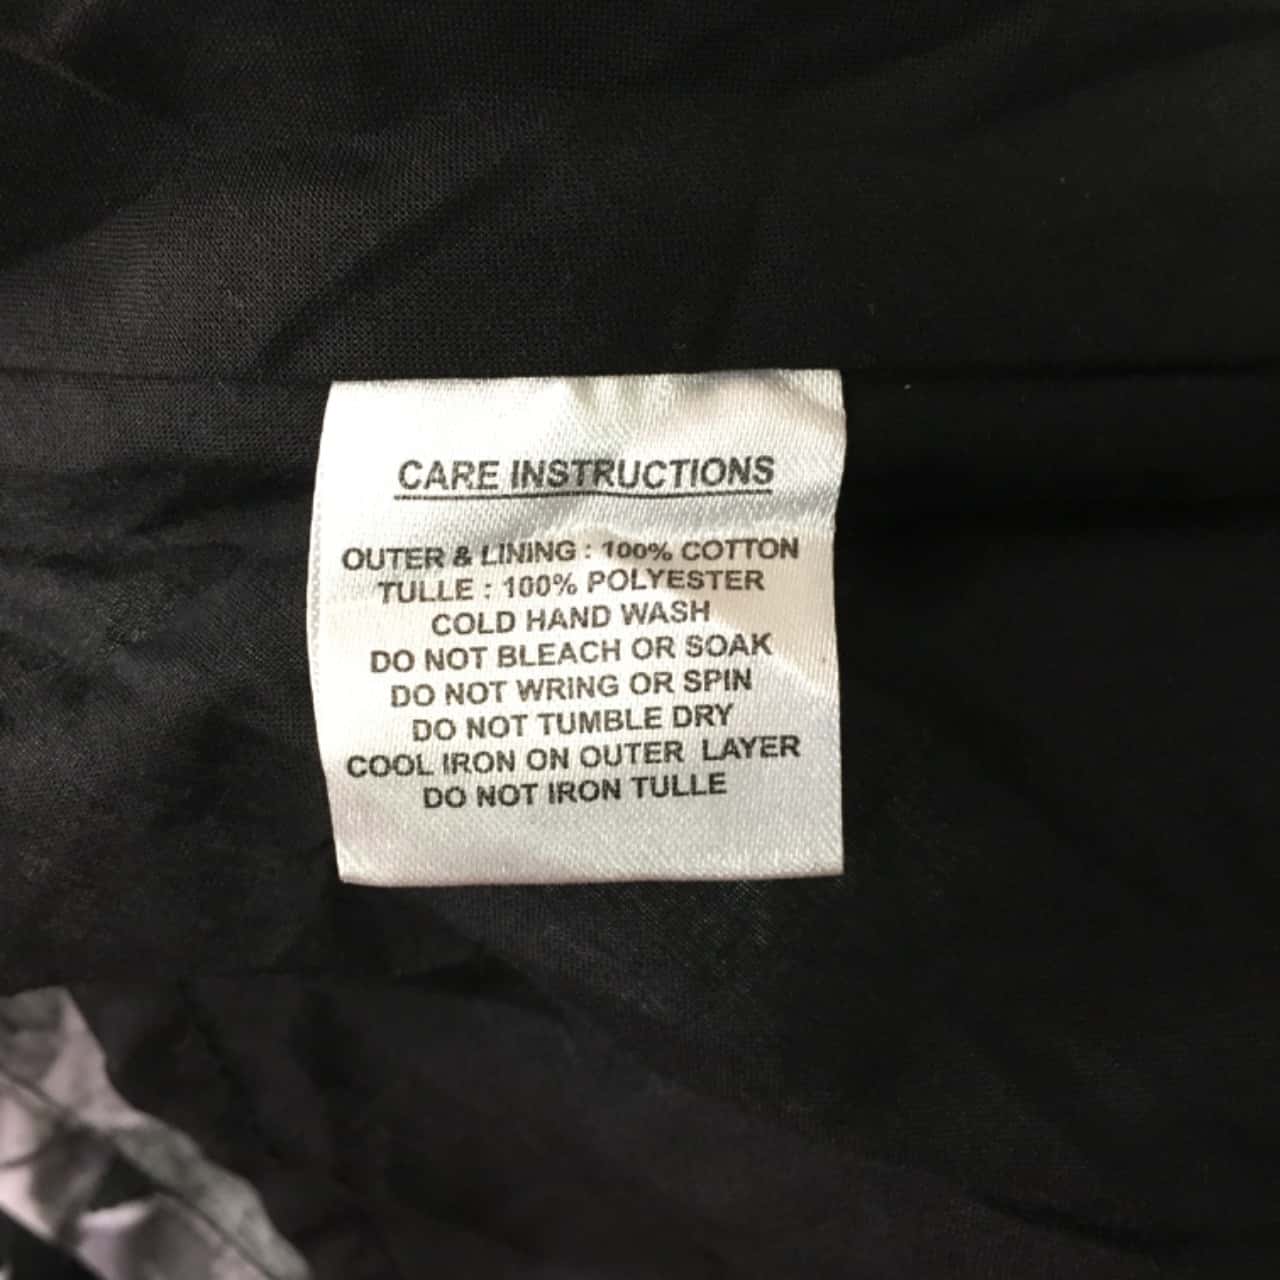 CARE INSTRUCTIONS
OUTER & LINING : 100% COTTON
TULLE : 100% POLYESTER
COLD HAND WASH
DO NOT BLEACH OR SOAK
DO NOT WRING OR SPIN
DO NOT TUMBLE DRY
COOL IRON ON OUTER LAYER
DO NOT IRON TULLE